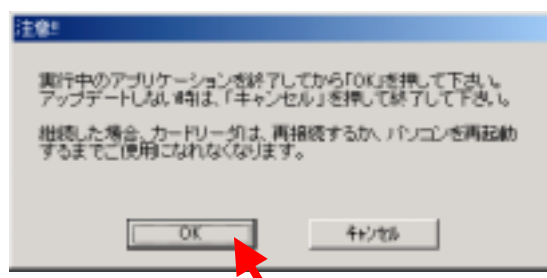 注意!!
実行中のアプリケーションを終了してから「OK」を押して下さい。
アップデートしない時は、「キャンセル」を押して終了して下さい。
継続した場合、カードリーダは、再接続するか、パソコンを再起動
するまでご使用になれなくなります。
OK
キャンセル